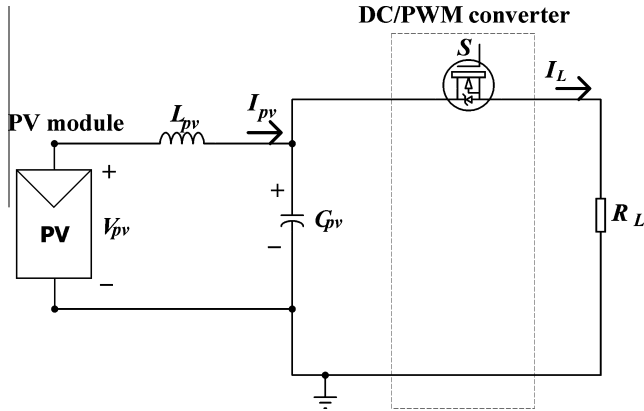 DC/PWM converter
S
I_L
I_pv
L_pv
PV module
+
+
PV
V_pv
C_pv
R_L
−
−